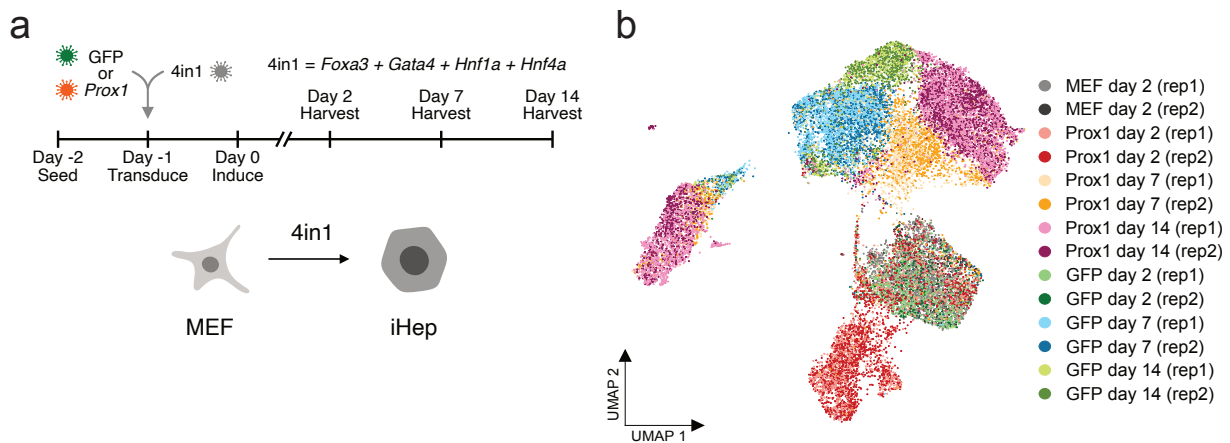 a
GFP
or
Prox1
4in1
4in1 = Foxa3 + Gata4 + Hnf1a + Hnf4a
Day 2
Harvest
Day 7
Harvest
Day 14
Harvest
Day -2
Seed
Day -1
Transduce
Day 0
Induce
4in1
MEF
iHep
b
MEF day 2 (rep1)
MEF day 2 (rep2)
Prox1 day 2 (rep1)
Prox1 day 2 (rep2)
Prox1 day 7 (rep1)
Prox1 day 7 (rep2)
Prox1 day 14 (rep1)
Prox1 day 14 (rep2)
GFP day 2 (rep1)
GFP day 2 (rep2)
GFP day 7 (rep1)
GFP day 7 (rep2)
GFP day 14 (rep1)
GFP day 14 (rep2)
UMAP 2
UMAP 1